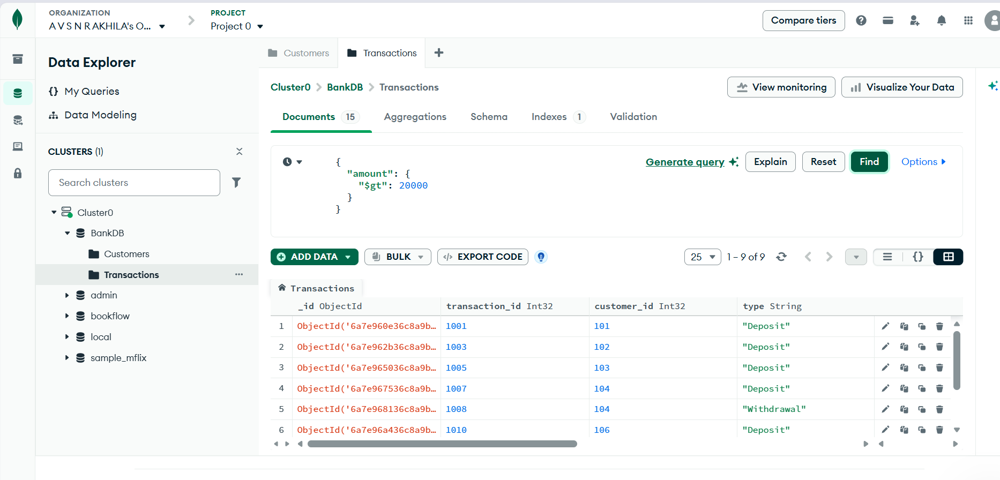 ORGANIZATION
A V S N R AKHILA's O...
PROJECT
Project 0
Compare tiers
Data Explorer
My Queries
Data Modeling
CLUSTERS (1)
Search clusters
Cluster0
BankDB
Customers
Transactions
admin
bookflow
local
sample_mflix
Customers
Transactions
Cluster0 > BankDB > Transactions
View monitoring
Visualize Your Data
Documents 15
Aggregations
Schema
Indexes 1
Validation
{
"amount": {
"$gt": 20000
}
}
Generate query
Explain
Reset
Find
Options
ADD DATA
BULK
EXPORT CODE
25
1 – 9 of 9
Transactions
_id ObjectId transaction_id Int32 customer_id Int32 type String
1 ObjectId('6a7e960e36c8a9b… 1001 101 "Deposit"
2 ObjectId('6a7e962b36c8a9b… 1003 102 "Deposit"
3 ObjectId('6a7e965036c8a9b… 1005 103 "Deposit"
4 ObjectId('6a7e967536c8a9b… 1007 104 "Deposit"
5 ObjectId('6a7e968136c8a9b… 1008 104 "Withdrawal"
6 ObjectId('6a7e96a436c8a9b… 1010 106 "Deposit"